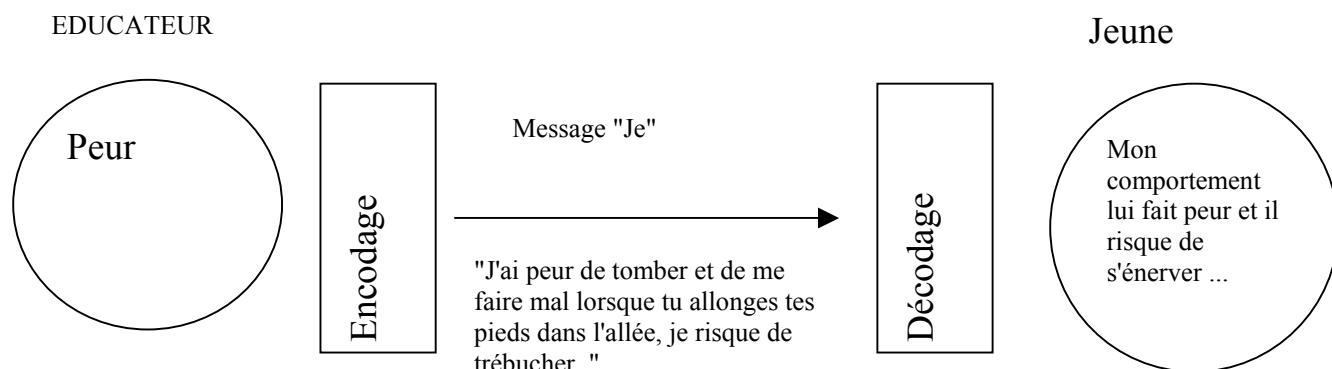 EDUCATEUR
Jeune
Peur
Encodage
Message "Je"
"J'ai peur de tomber et de me
faire mal lorsque tu allonges tes
pieds dans l'allée, je risque de
trébucher. "
Décodage
Mon
comportement
lui fait peur et il
risque de
s'énerver ...